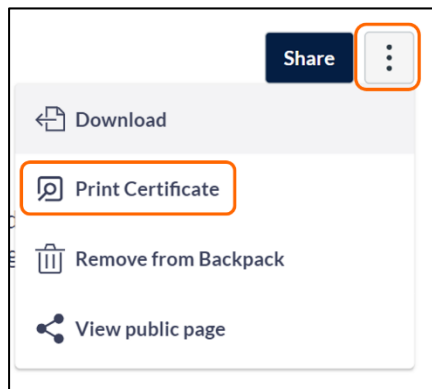 Share
Download
Print Certificate
Remove from Backpack
View public page